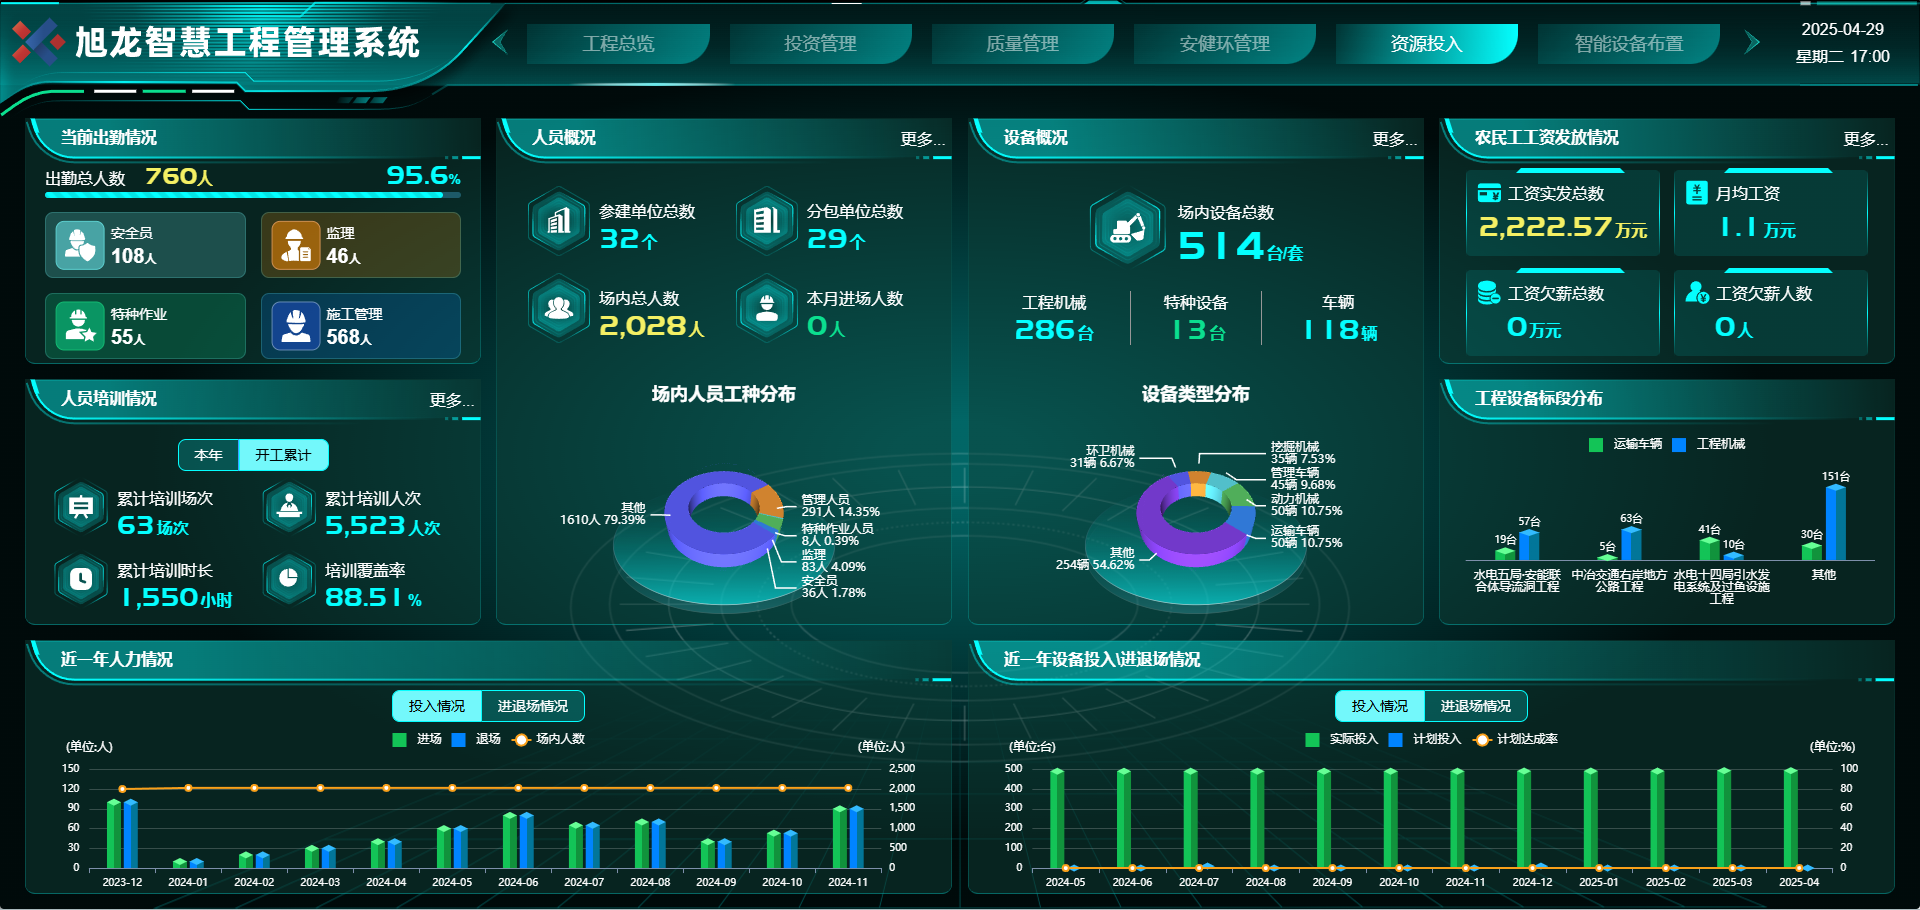 旭龙智慧工程管理系统
工程总览
投资管理
质量管理
安健环管理
资源投入
智能设备布置
2025-04-29
星期二 17:00
当前出勤情况
出勤总人数 760人 95.6%
安全员
108人
监理
46人
特种作业
55人
施工管理
568人
人员培训情况
更多...
本年 开工累计
累计培训场次
63场次
累计培训人次
5,523人次
累计培训时长
1,550小时
培训覆盖率
88.51%
人员概况
更多...
参建单位总数
32个
分包单位总数
29个
场内总人数
2,028人
本月进场人数
0人
场内人员工种分布
其他
1610人 79.39%
管理人员
291人 14.35%
特种作业人员
8人 0.39%
监理
83人 4.09%
安全员
36人 1.78%
设备概况
更多...
场内设备总数
514台/套
工程机械
286台
特种设备
13台
车辆
118辆
设备类型分布
环卫机械
31辆 6.67%
挖掘机械
35辆 7.53%
管理车辆
45辆 9.68%
动力机械
50辆 10.75%
运输车辆
50辆 10.75%
其他
254辆 54.62%
农民工工资发放情况
更多...
工资实发总数
2,222.57万元
月均工资
1.1万元
工资欠薪总数
0万元
工资欠薪人数
0人
工程设备标段分布
运输车辆 工程机械
19台 57台 5台 63台 41台 10台 30台 151台
水电五局-安能联
合体导流洞工程
中冶交通右岸地方
公路工程
水电十四局引水发
电系统及过鱼设施
工程
其他
近一年人力情况
投入情况 进退场情况
进场 退场 场内人数
(单位:人) (单位:人)
150 2,500
120 2,000
90 1,500
60 1,000
30 500
0 0
2023-12 2024-01 2024-02 2024-03 2024-04 2024-05 2024-06 2024-07 2024-08 2024-09 2024-10 2024-11
近一年设备投入\进退场情况
投入情况 进退场情况
实际投入 计划投入 计划达成率
(单位:台) (单位:%)
500 100
400 80
300 60
200 40
100 20
0 0
2024-05 2024-06 2024-07 2024-08 2024-09 2024-10 2024-11 2024-12 2025-01 2025-02 2025-03 2025-04